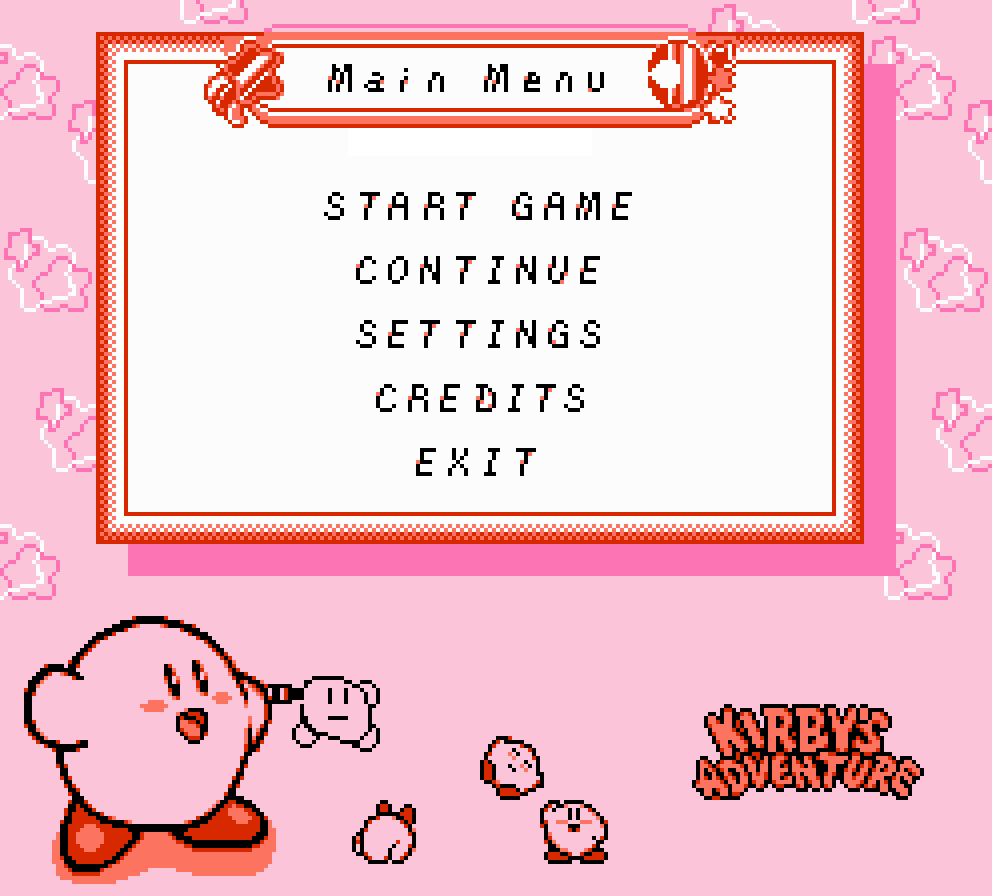 Main Menu
START GAME
CONTINUE
SETTINGS
CREDITS
EXIT
KIRBY'S
ADVENTURE